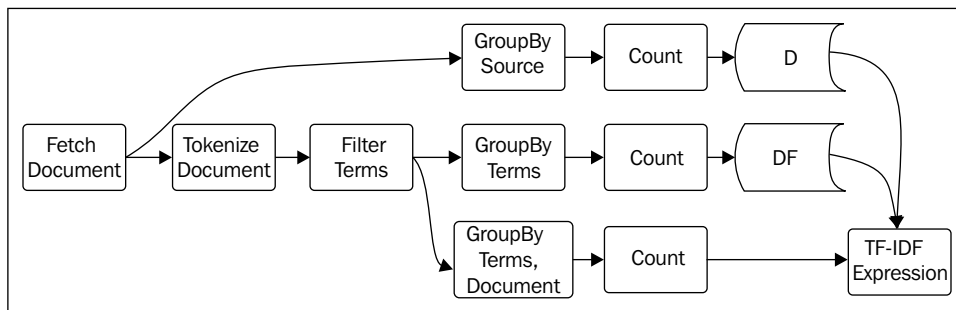 GroupBy
Source
Count
D
Fetch
Document
Tokenize
Document
Filter
Terms
GroupBy
Terms
Count
DF
GroupBy
Terms,
Document
Count
TF-IDF
Expression